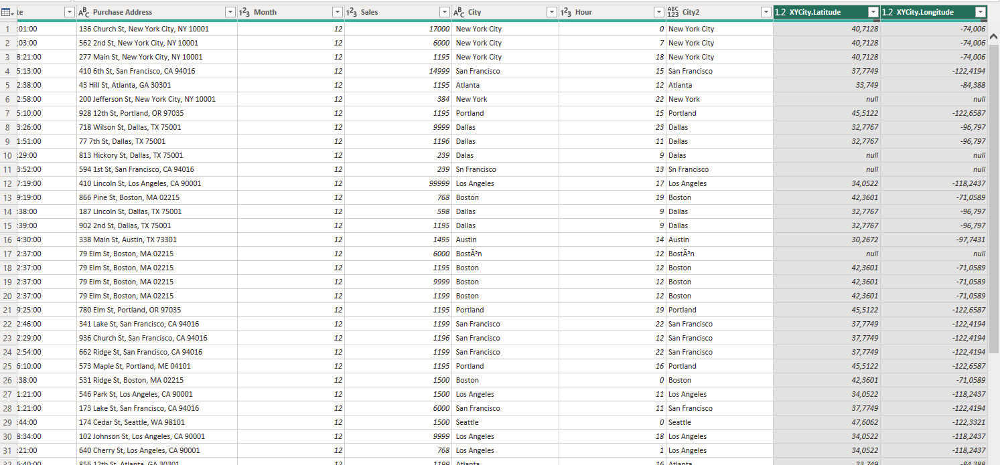 te Purchase Address Month Sales City Hour City2 XYCity.Latitude XYCity.Longitude
1 :01:00 136 Church St, New York City, NY 10001 12 17000 New York City 0 New York City 40,7128 -74,006
2 :03:00 562 2nd St, New York City, NY 10001 12 6000 New York City 7 New York City 40,7128 -74,006
3 8:21:00 277 Main St, New York City, NY 10001 12 1195 New York City 18 New York City 40,7128 -74,006
4 5:13:00 410 6th St, San Francisco, CA 94016 12 14999 San Francisco 15 San Francisco 37,7749 -122,4194
5 2:38:00 43 Hill St, Atlanta, GA 30301 12 1195 Atlanta 12 Atlanta 33,749 -84,388
6 2:58:00 200 Jefferson St, New York City, NY 10001 12 384 New York 22 New York null null
7 5:10:00 928 12th St, Portland, OR 97035 12 1195 Portland 15 Portland 45,5122 -122,6587
8 3:26:00 718 Wilson St, Dallas, TX 75001 12 9999 Dallas 23 Dallas 32,7767 -96,797
9 1:51:00 77 7th St, Dallas, TX 75001 12 1196 Dallas 11 Dallas 32,7767 -96,797
10 :29:00 813 Hickory St, Dallas, TX 75001 12 239 Dalas 9 Dalas null null
11 3:52:00 594 1st St, San Francisco, CA 94016 12 239 Sn Francisco 13 Sn Francisco null null
12 7:19:00 410 Lincoln St, Los Angeles, CA 90001 12 99999 Los Angeles 17 Los Angeles 34,0522 -118,2437
13 9:19:00 866 Pine St, Boston, MA 02215 12 768 Boston 19 Boston 42,3601 -71,0589
14 :38:00 187 Lincoln St, Dallas, TX 75001 12 598 Dallas 9 Dallas 32,7767 -96,797
15 :39:00 902 2nd St, Dallas, TX 75001 12 1195 Dallas 9 Dallas 32,7767 -96,797
16 4:30:00 338 Main St, Austin, TX 73301 12 1495 Austin 14 Austin 30,2672 -97,7431
17 2:37:00 79 Elm St, Boston, MA 02215 12 6000 BostÃ³n 12 BostÃ³n null null
18 2:37:00 79 Elm St, Boston, MA 02215 12 1195 Boston 12 Boston 42,3601 -71,0589
19 2:37:00 79 Elm St, Boston, MA 02215 12 9999 Boston 12 Boston 42,3601 -71,0589
20 2:37:00 79 Elm St, Boston, MA 02215 12 1199 Boston 12 Boston 42,3601 -71,0589
21 9:25:00 780 Elm St, Portland, OR 97035 12 1195 Portland 19 Portland 45,5122 -122,6587
22 2:46:00 341 Lake St, San Francisco, CA 94016 12 1199 San Francisco 22 San Francisco 37,7749 -122,4194
23 2:29:00 936 Church St, San Francisco, CA 94016 12 1196 San Francisco 12 San Francisco 37,7749 -122,4194
24 2:54:00 662 Ridge St, San Francisco, CA 94016 12 1199 San Francisco 22 San Francisco 37,7749 -122,4194
25 6:10:00 573 Maple St, Portland, ME 04101 12 1195 Portland 16 Portland 45,5122 -122,6587
26 :38:00 531 Ridge St, Boston, MA 02215 12 1500 Boston 0 Boston 42,3601 -71,0589
27 1:21:00 546 Park St, Los Angeles, CA 90001 12 1500 Los Angeles 11 Los Angeles 34,0522 -118,2437
28 1:21:00 173 Lake St, San Francisco, CA 94016 12 6000 San Francisco 11 San Francisco 37,7749 -122,4194
29 :44:00 174 Cedar St, Seattle, WA 98101 12 1500 Seattle 0 Seattle 47,6062 -122,3321
30 8:34:00 102 Johnson St, Los Angeles, CA 90001 12 9999 Los Angeles 18 Los Angeles 34,0522 -118,2437
31 :21:00 640 Cherry St, Los Angeles, CA 90001 12 768 Los Angeles 1 Los Angeles 34,0522 -118,2437
32 6:40:00 856 12th St, Atlanta, GA 30301 12 1199 Atlanta 16 Atlanta 33,749 -84,388